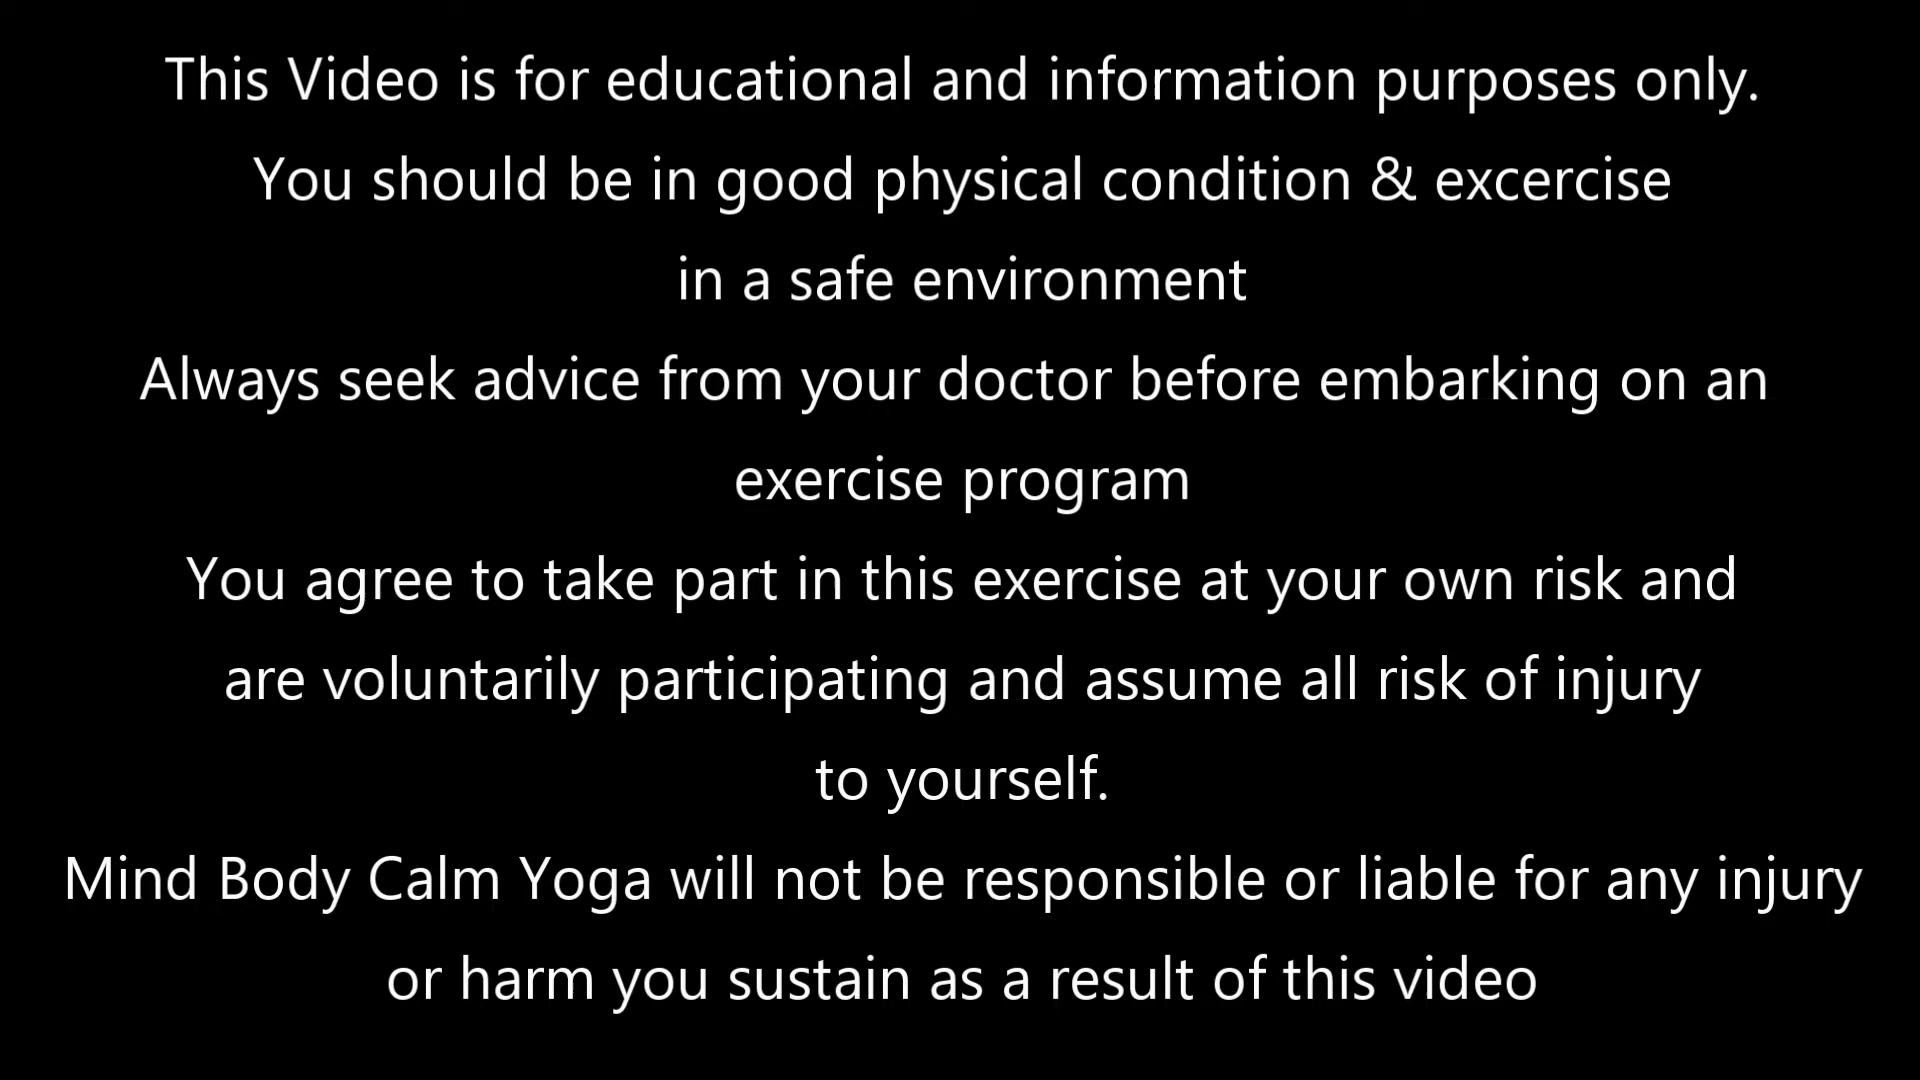 This Video is for educational and information purposes only.
You should be in good physical condition & excercise
in a safe environment
Always seek advice from your doctor before embarking on an
exercise program
You agree to take part in this exercise at your own risk and
are voluntarily participating and assume all risk of injury
to yourself.
Mind Body Calm Yoga will not be responsible or liable for any injury
or harm you sustain as a result of this video